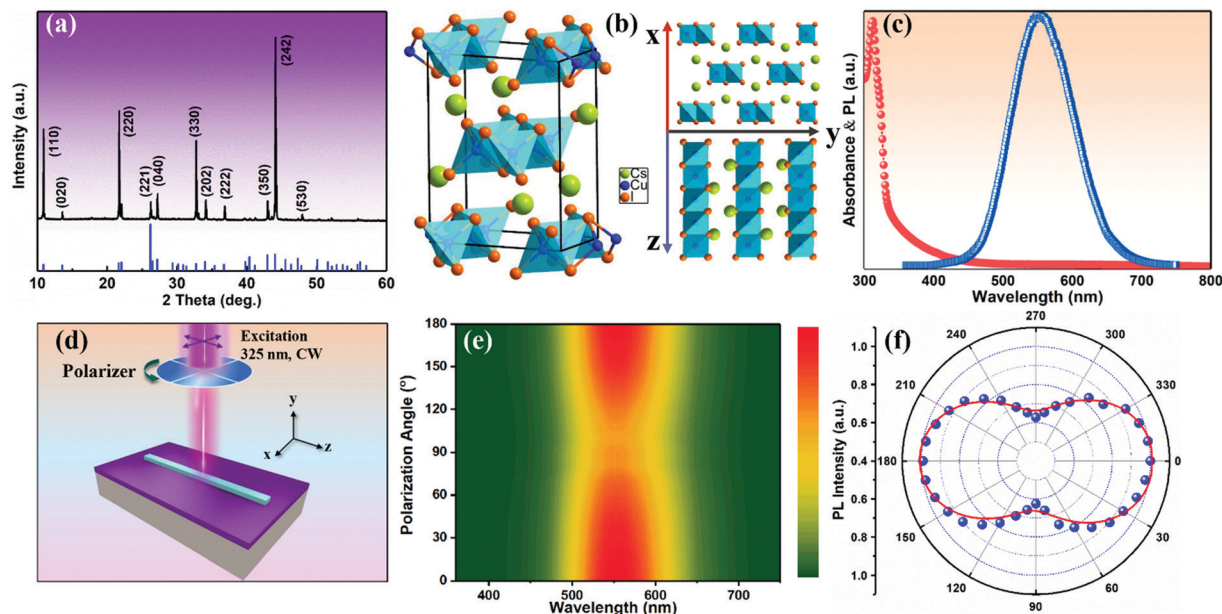 (a)
Intensity (a.u.)
(110)
(020)
(220)
(221)
(040)
(330)
(202)
(222)
(350)
(242)
(530)
10 20 30 40 50 60
2 Theta (deg.)
(b)
x
y
z
Cs
Cu
I
(c)
Absorbance & PL (a.u.)
300 400 500 600 700 800
Wavelength (nm)
(d)
Excitation
325 nm, CW
Polarizer
y
x
z
(e)
Polarization Angle (°)
180
150
120
90
60
30
0
400 500 600 700
Wavelength (nm)
(f)
PL Intensity (a.u.)
1.1
1.0
0.8
0.6
0.4
0.6
0.8
1.0
1.1
270
240
300
210
330
180
0
150
30
120
60
90